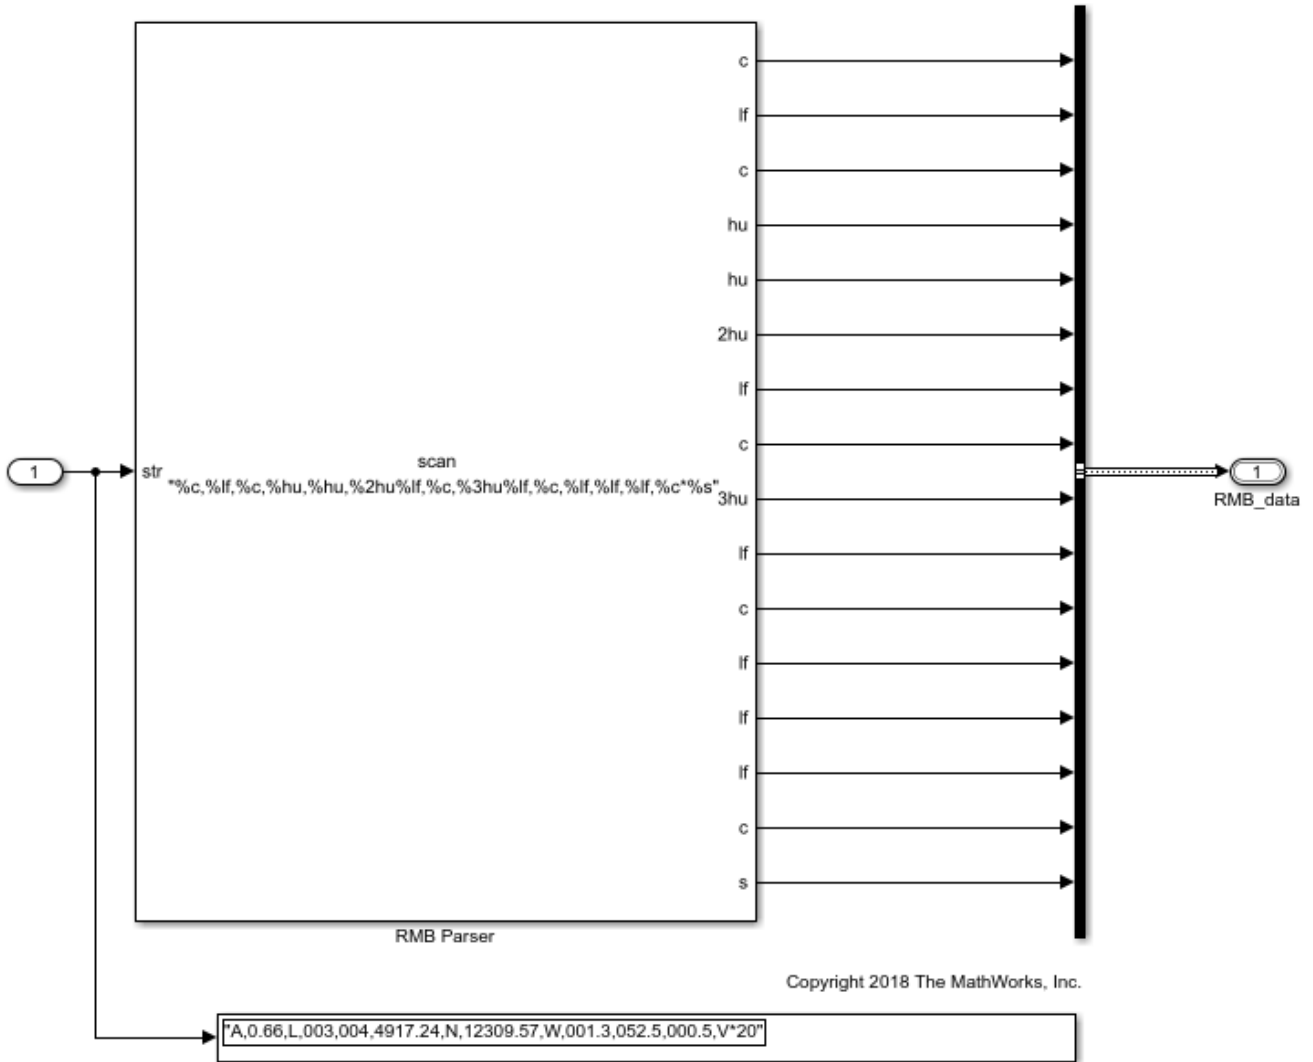 c
lf
c
hu
hu
2hu
lf
c
1
str
scan
"%c,%lf,%c,%hu,%hu,%2hu%lf,%c,%3hu%lf,%c,%lf,%lf,%lf,%c*%s"
3hu
1
RMB_data
lf
c
lf
lf
lf
c
s
RMB Parser
Copyright 2018 The MathWorks, Inc.
"A,0.66,L,003,004,4917.24,N,12309.57,W,001.3,052.5,000.5,V*20"